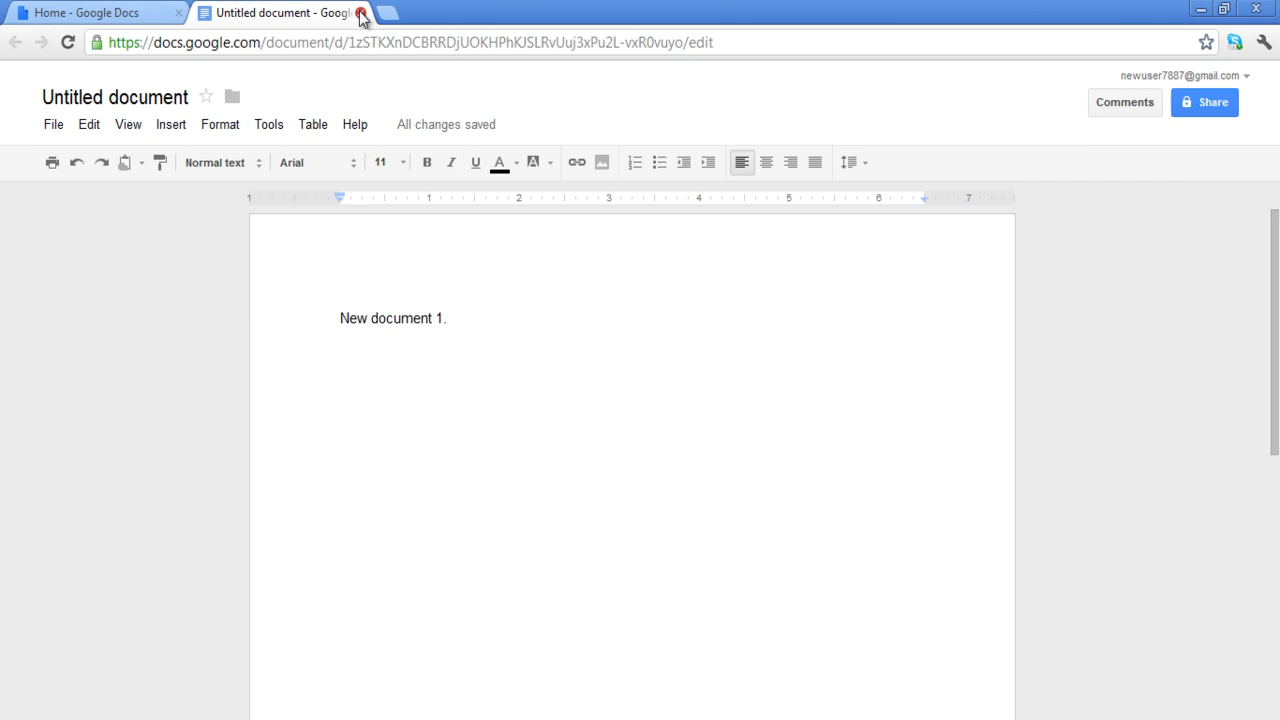 Home - Google Docs
Untitled document - Googl
https://docs.google.com/document/d/1zSTKXnDCBRRDjUOKHPhKJSLRvUuj3xPu2L-vxR0vuyo/edit
newuser7887@gmail.com
Untitled document
Comments
Share
File Edit View Insert Format Tools Table Help All changes saved
Normal text Arial 11 B I U A A
1 1 2 3 4 5 6 7
New document 1.